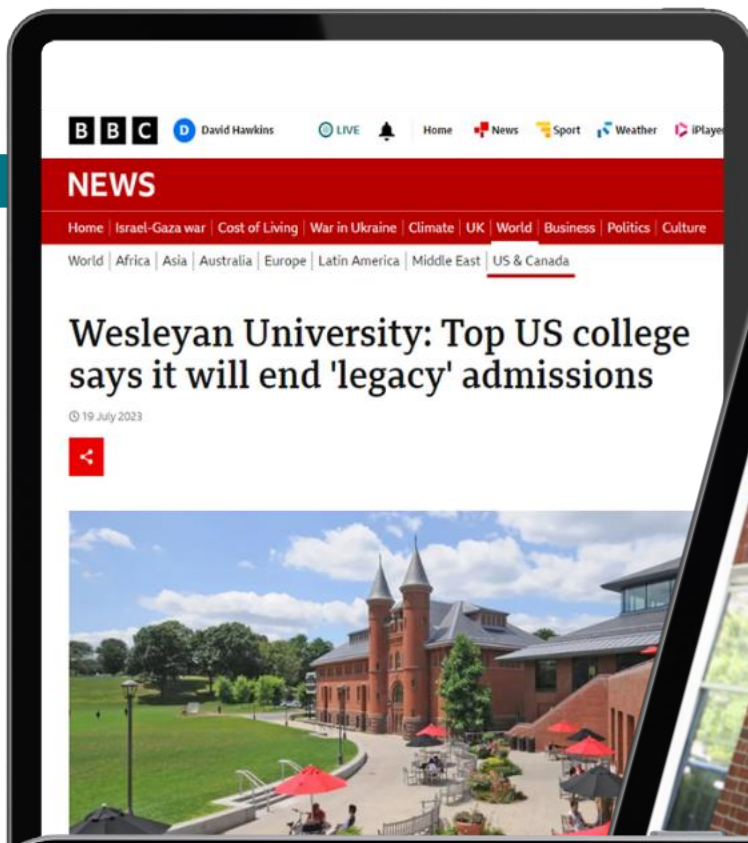 BBC D David Hawkins LIVE Home News Sport Weather
NEWS
Home Israel-Gaza war Cost of Living War in Ukraine Climate UK World Business Politics Culture
World Africa Asia Australia Europe Latin America Middle East US & Canada
Wesleyan University: Top US college
says it will end 'legacy' admissions
19 July 2023